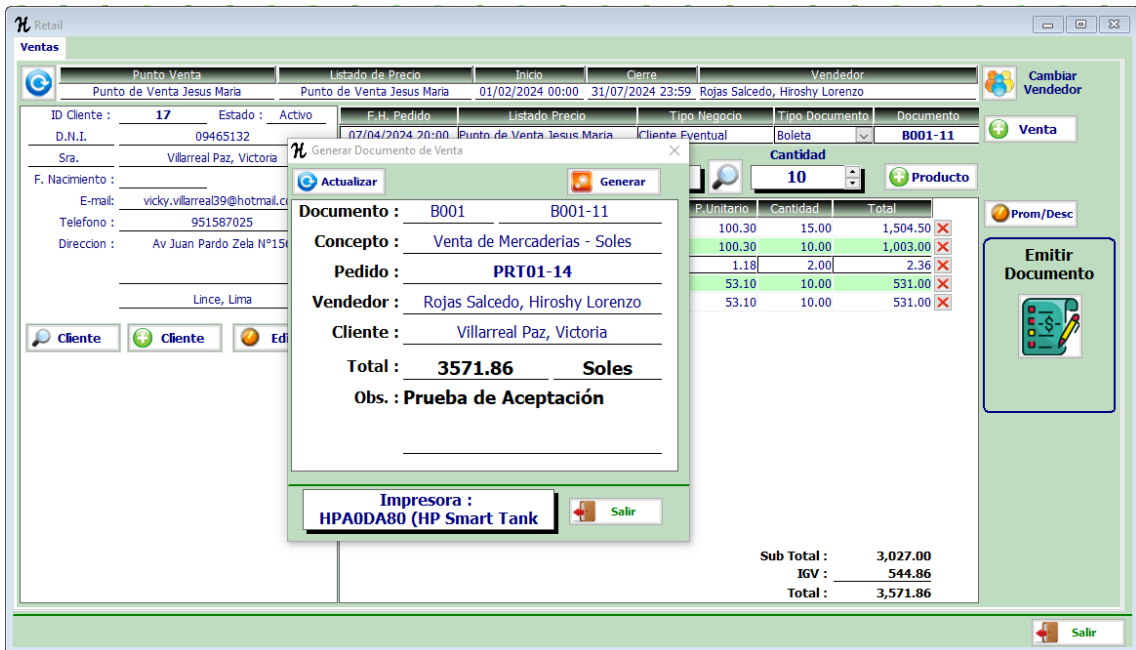 Retail
Ventas
Punto Venta Listado de Precio Inicio Cierre Vendedor
Punto de Venta Jesus Maria Punto de Venta Jesus Maria 01/02/2024 00:00 31/07/2024 23:59 Rojas Salcedo, Hiroshy Lorenzo
Cambiar
Vendedor
ID Cliente : 17 Estado : Activo
D.N.I. 09465132
Sra. Villarreal Paz, Victoria
F. Nacimiento :
E-mail: vicky.villarreal39@hotmail.co
Telefono : 951587025
Direccion : Av Juan Pardo Zela Nº156
Lince, Lima
Cliente Cliente Edi
F.H. Pedido Listado Precio Tipo Negocio Tipo Documento Documento
07/04/2024 20:00 Punto de Venta Jesus Maria Cliente Eventual Boleta B001-11
Venta
Cantidad
10 Producto
P.Unitario Cantidad Total
100.30 15.00 1,504.50
100.30 10.00 1,003.00
1.18 2.00 2.36
53.10 10.00 531.00
53.10 10.00 531.00
Prom/Desc
Emitir
Documento
Generar Documento de Venta
Actualizar Generar
Documento : B001 B001-11
Concepto : Venta de Mercaderias - Soles
Pedido : PRT01-14
Vendedor : Rojas Salcedo, Hiroshy Lorenzo
Cliente : Villarreal Paz, Victoria
Total : 3571.86 Soles
Obs. : Prueba de Aceptación
Impresora :
HPA0DA80 (HP Smart Tank
Salir
Sub Total : 3,027.00
IGV : 544.86
Total : 3,571.86
Salir